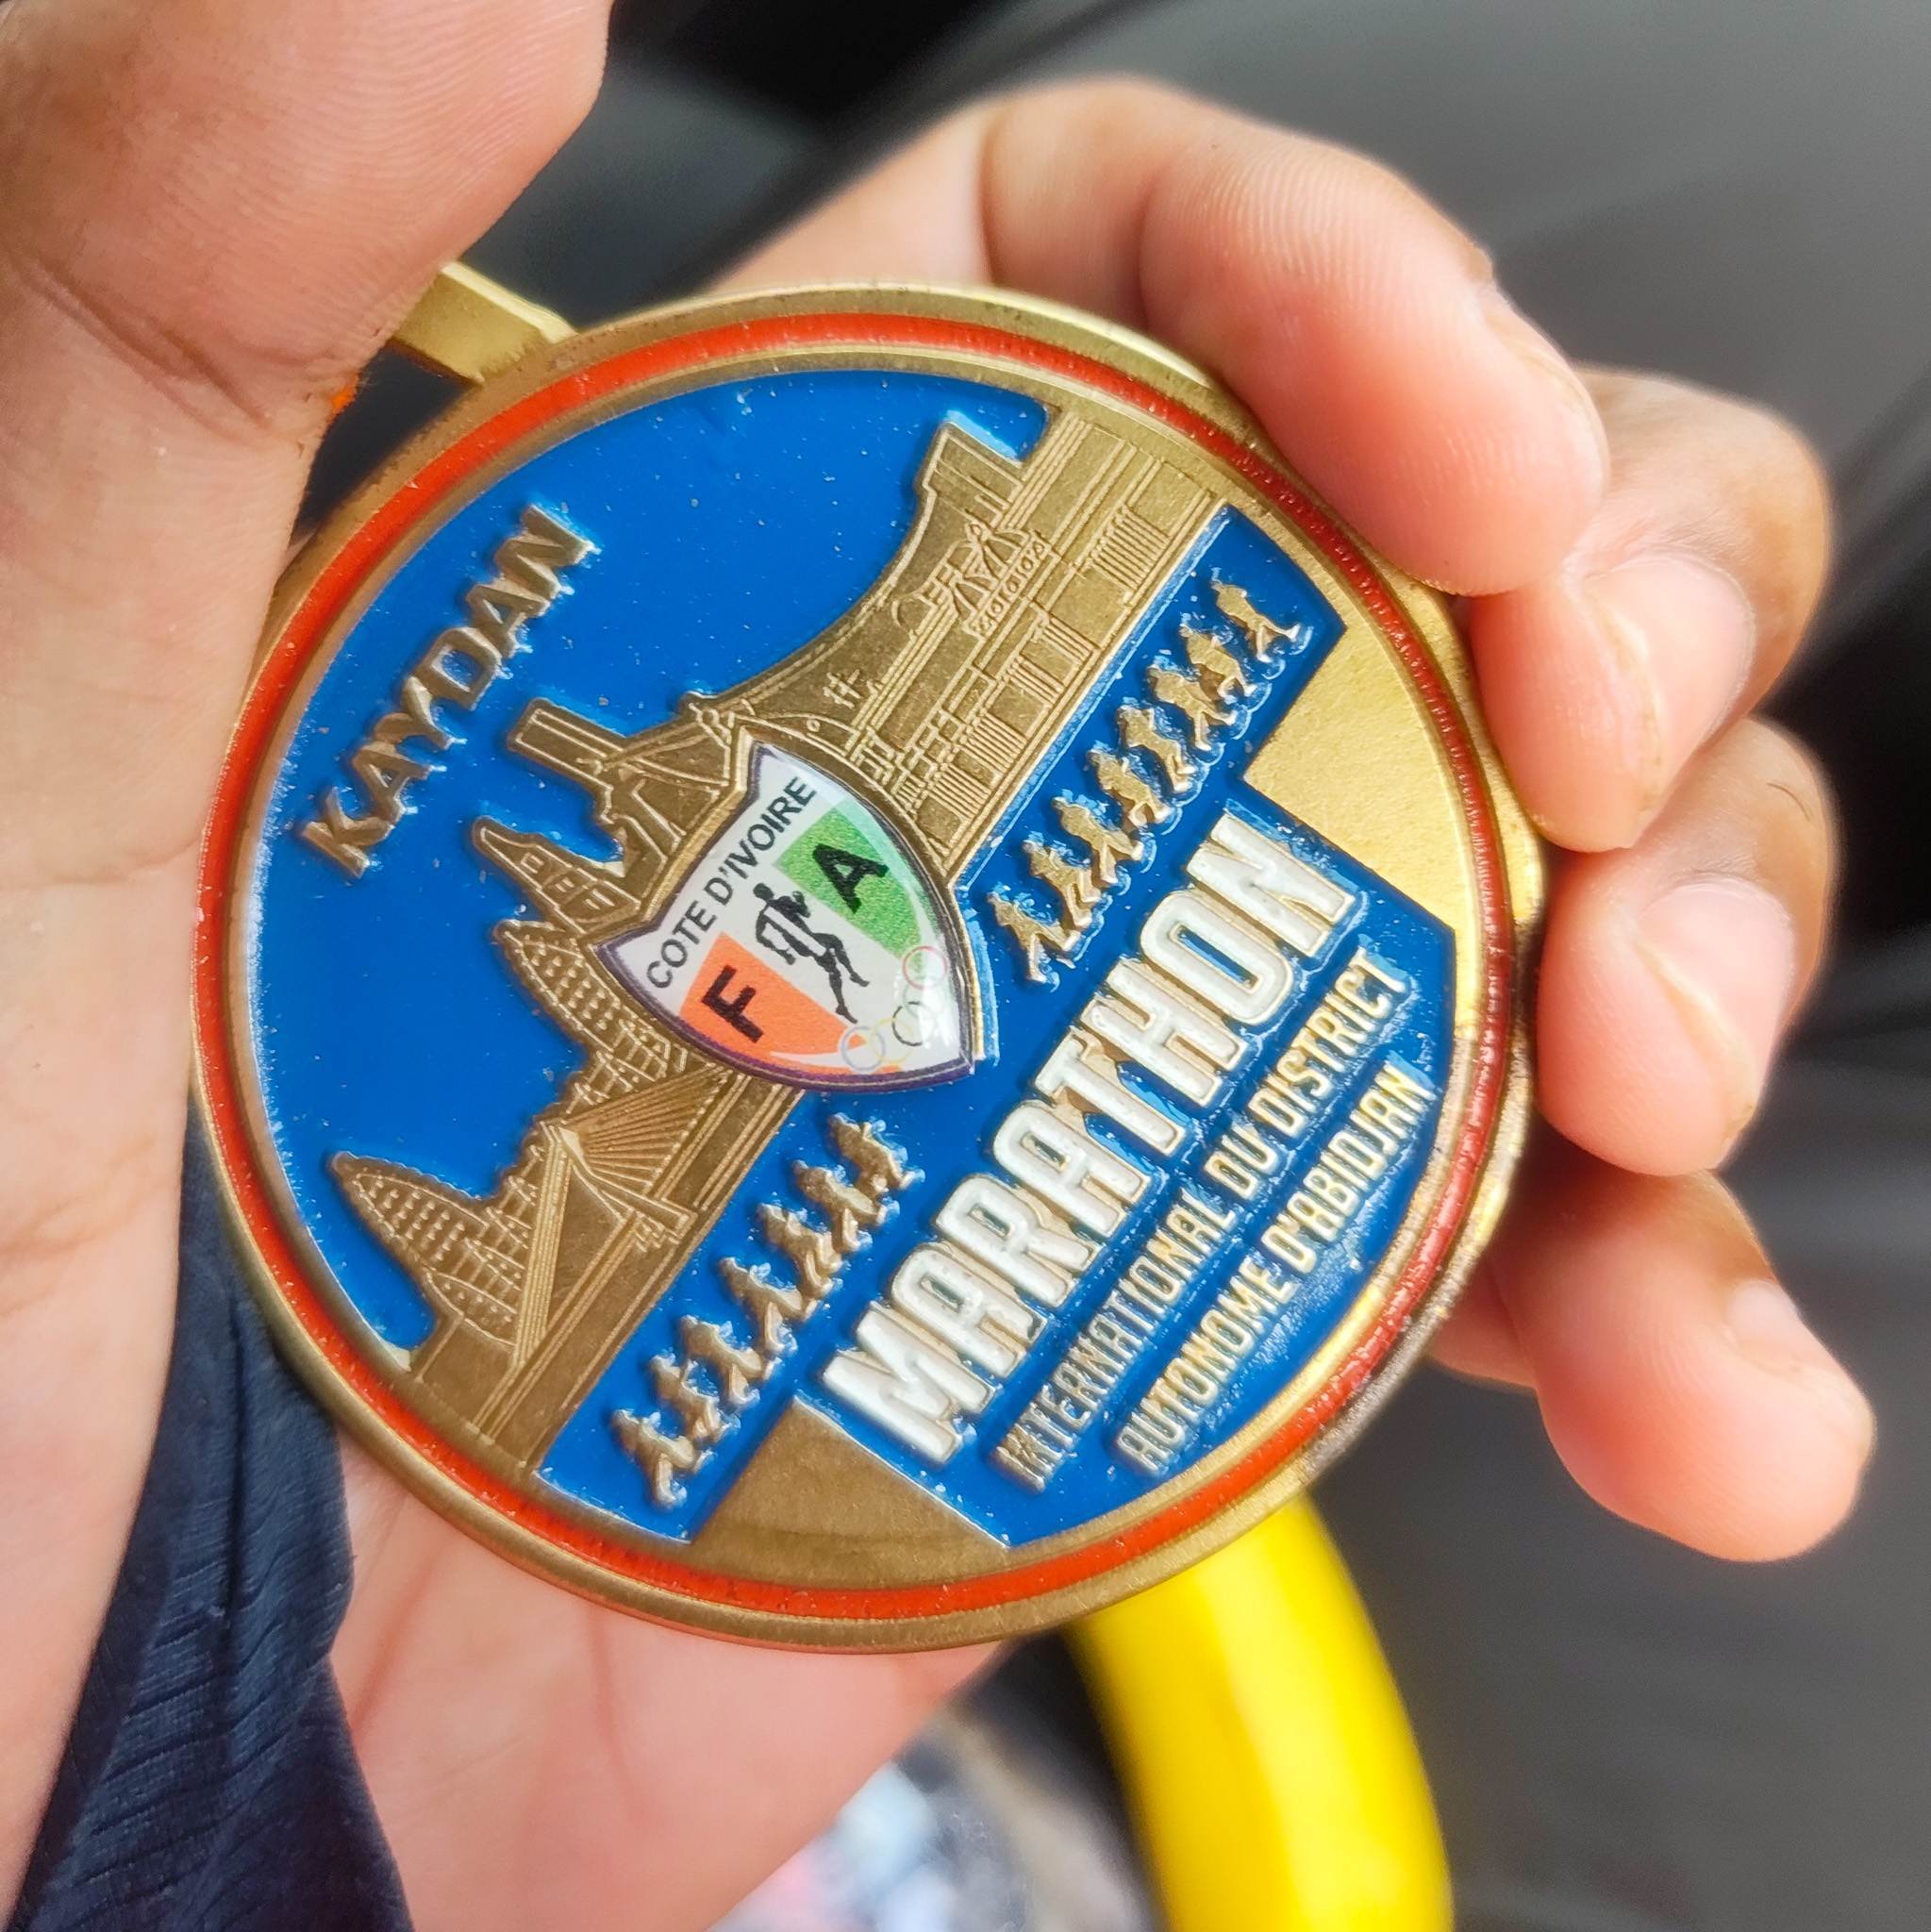 KAYDAN
COTE D'IVOIRE
F A
MARATHON
INTERNATIONAL DU DISTRICT
AUTONOME D'ABIDJAN